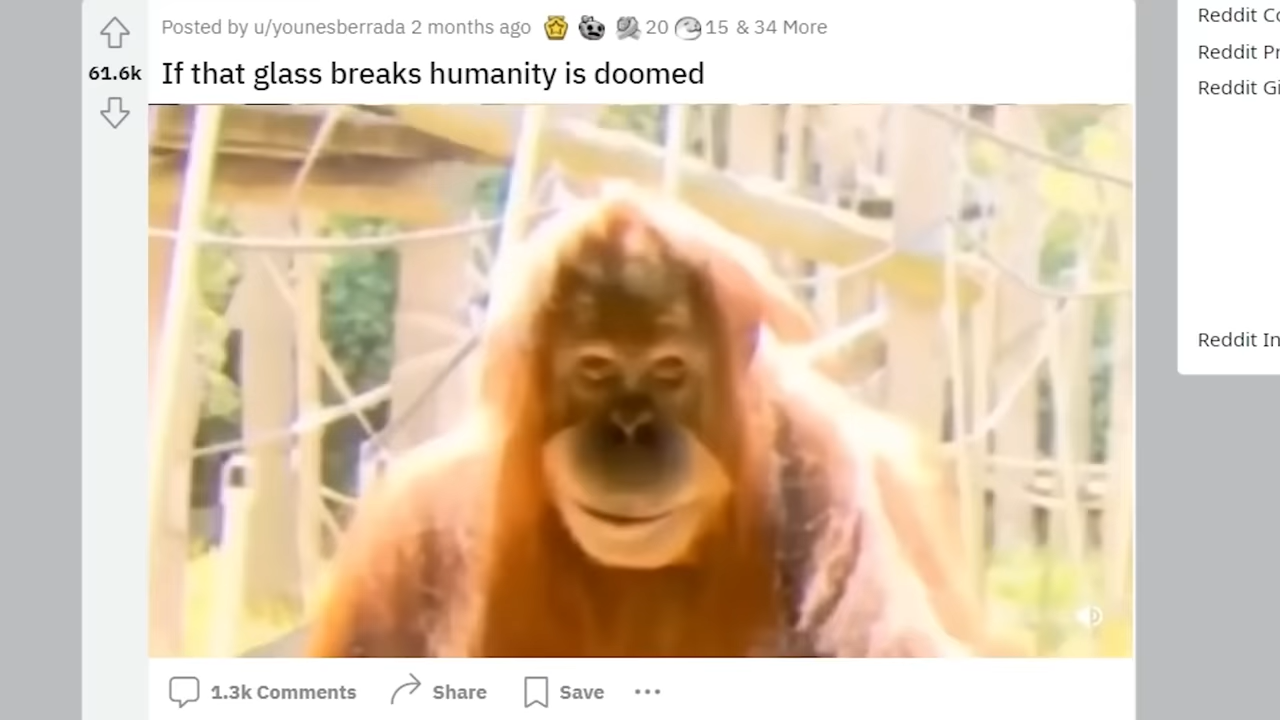 Posted by u/younesberrada 2 months ago 20 15 & 34 More
61.6k
If that glass breaks humanity is doomed
1.3k Comments Share Save
Reddit Co
Reddit Pr
Reddit Gi
Reddit In